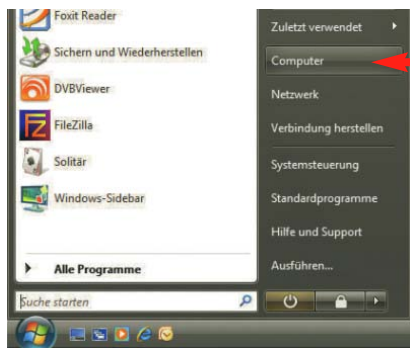 Foxit Reader
Sichern und Wiederherstellen
DVBViewer
FileZilla
Solitär
Windows-Sidebar
Alle Programme
Suche starten
Zuletzt verwendet
Computer
Netzwerk
Verbindung herstellen
Systemsteuerung
Standardprogramme
Hilfe und Support
Ausführen...